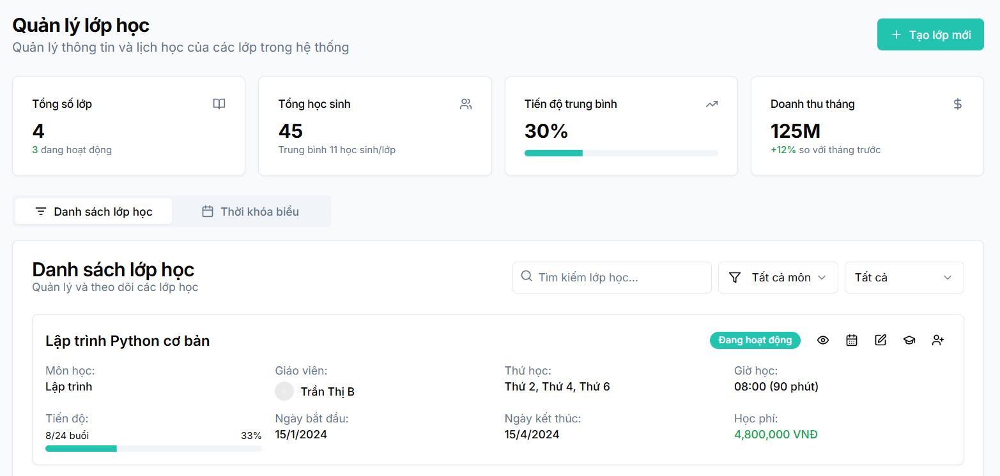 Quản lý lớp học
Quản lý thông tin và lịch học của các lớp trong hệ thống
Tạo lớp mới
Tổng số lớp
4
3 đang hoạt động
Tổng học sinh
45
Trung bình 11 học sinh/lớp
Tiến độ trung bình
30%
Doanh thu tháng
125M
+12% so với tháng trước
Danh sách lớp học
Thời khóa biểu
Danh sách lớp học
Quản lý và theo dõi các lớp học
Tìm kiếm lớp học...
Tất cả môn
Tất cả
Lập trình Python cơ bản
Đang hoạt động
Môn học:
Lập trình
Giáo viên:
Trần Thị B
Thứ học:
Thứ 2, Thứ 4, Thứ 6
Giờ học:
08:00 (90 phút)
Tiến độ:
8/24 buổi 33%
Ngày bắt đầu:
15/1/2024
Ngày kết thúc:
15/4/2024
Học phí:
4,800,000 VNĐ